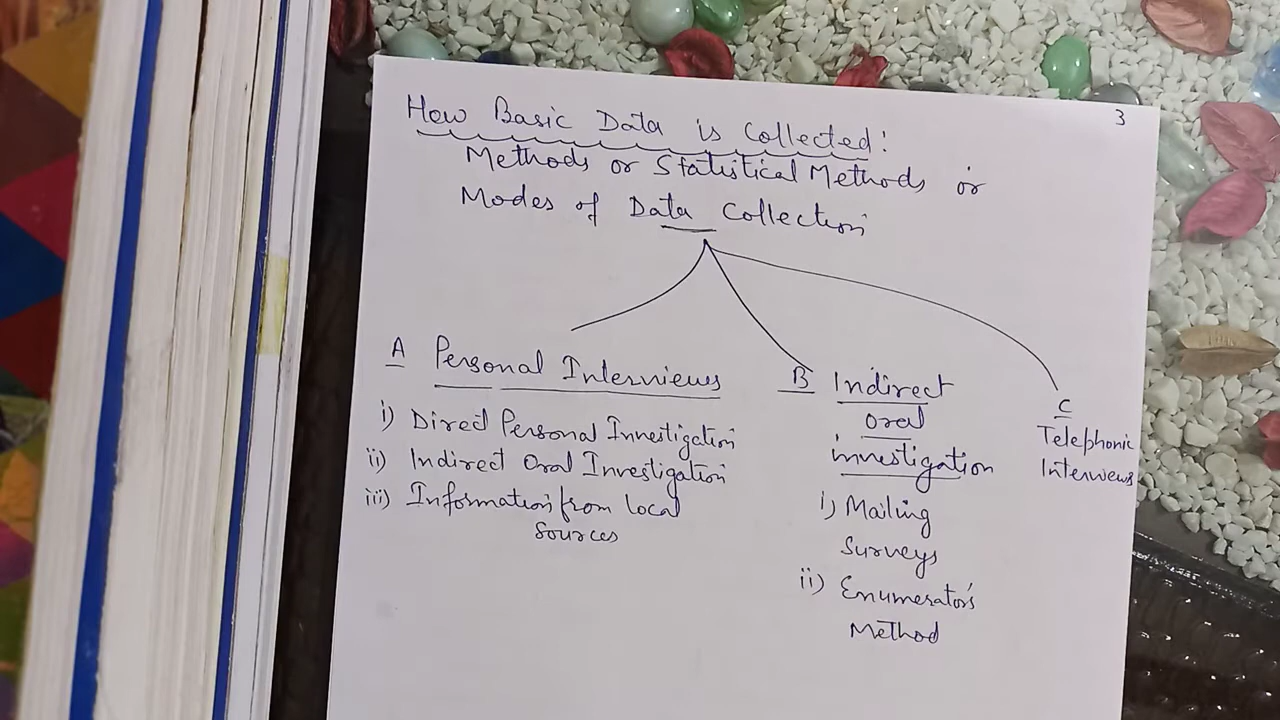 3
How Basic Data is Collected:
Methods or Statistical Methods or
Modes of Data Collection
A Personal Interviews
i) Direct Personal Investigation
ii) Indirect Oral Investigation
iii) Information from local
Sources
B Indirect
oral
investigation
i) Mailing
Surveys
ii) Enumerator's
Method
C
Telephonic
Interviews